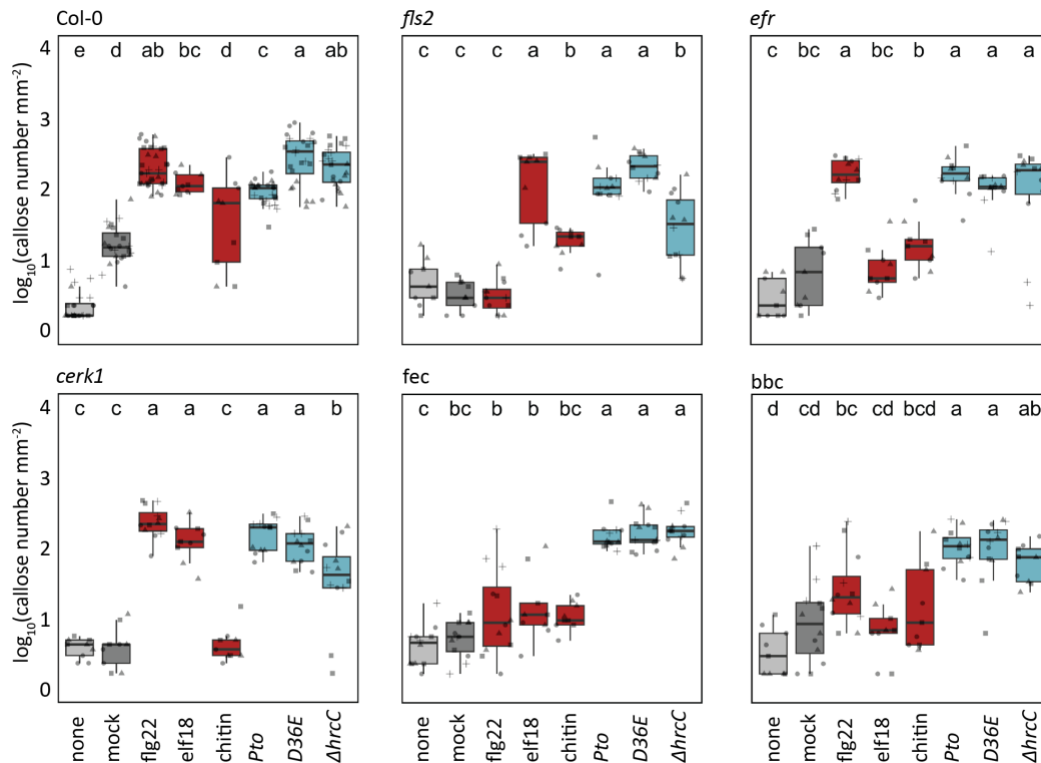 Col-0 fls2 efr
e d ab bc d c ab ab
c c c a b a a b
c bc a bc b a a a
4
3
2
1
0
log10(callose number mm-2)
cerk1 fec bbc
c c a a c a a b
c bc b b bc a a a
d cd bc cd bcd a a ab
4
3
2
1
0
log10(callose number mm-2)
none mock flg22 elf18 chitin Pto D36E ΔhrcC
none mock flg22 elf18 chitin Pto D36E ΔhrcC
none mock flg22 elf18 chitin Pto D36E ΔhrcC